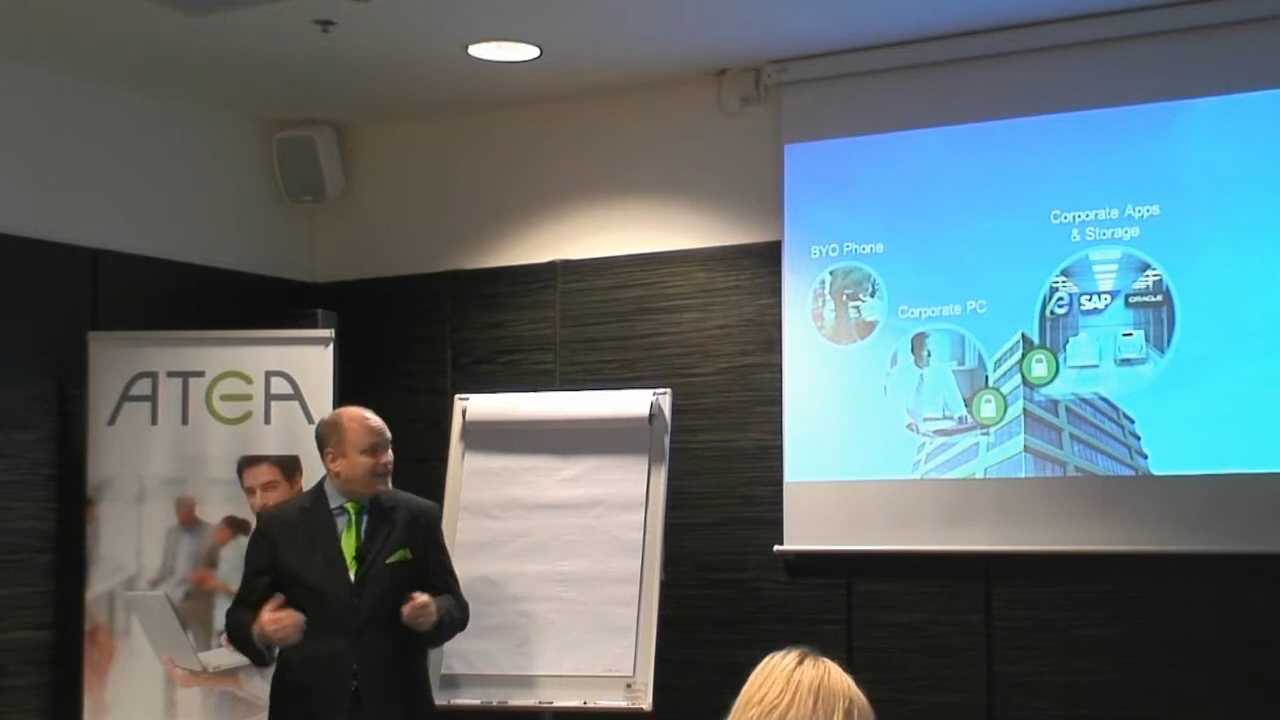 ATEA
BYO Phone
Corporate PC
Corporate Apps
& Storage
SAP
ORACLE